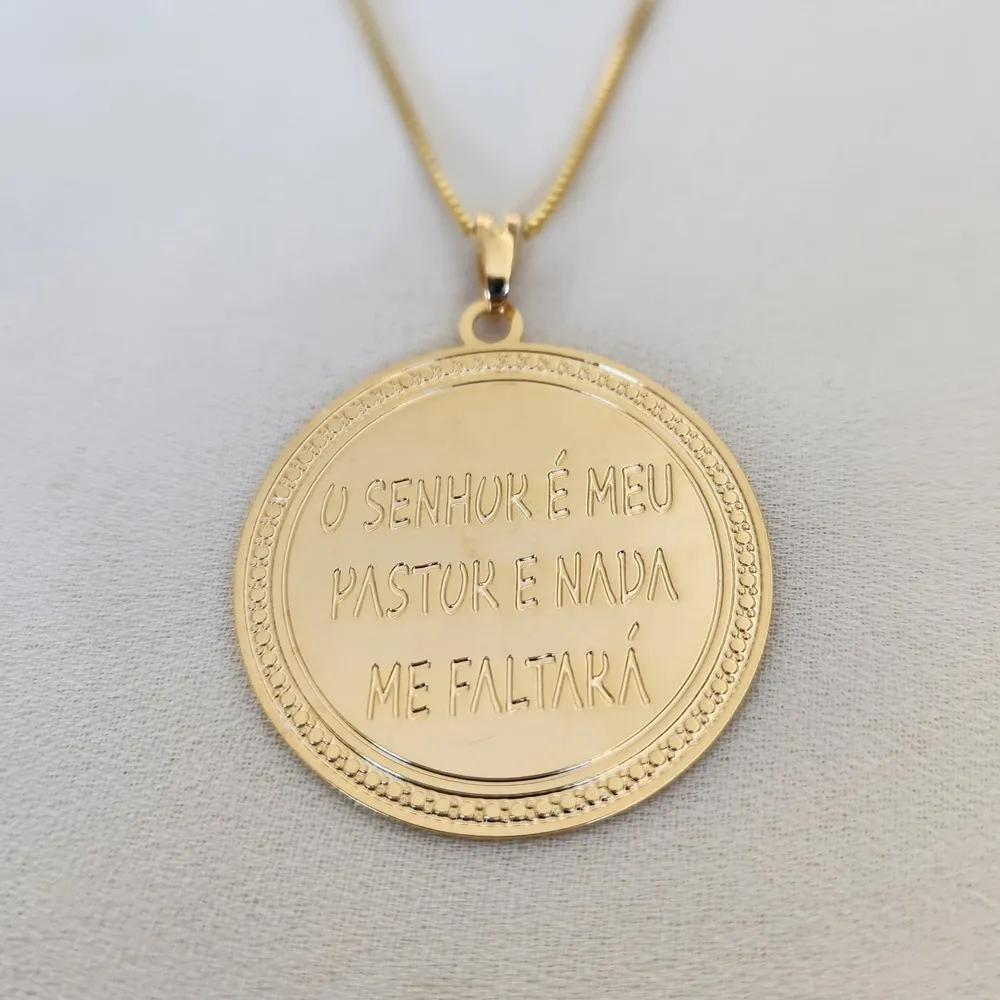 O SENHOR É MEU
PASTOR E NADA
ME FALTARÁ